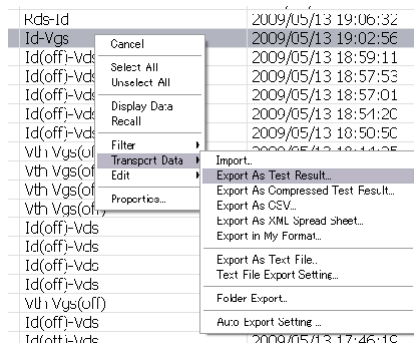 Rds-Id 2009/05/13 19:06:32
Id-Vgs 2009/05/13 19:02:56
Id(off)-Vds 2009/05/13 18:59:11
Id(off)-Vds 2009/05/13 18:57:53
Id(off)-Vds 2009/05/13 18:57:01
Id(off)-Vds 2009/05/13 18:54:20
Id(off)-Vds 2009/05/13 18:50:50
Vth Vgs(off)
Vth Vgs(off)
Vth Vgs(off)
Vth Vgs(off)
Id(off)-Vds
Id(off)-Vds
Id(off)-Vds
Vth Vgs(off)
Id(off)-Vds
Id(off)-Vds 2009/05/13 17:46:19
Cancel
Select All
Unselect All
Display Data
Recall
Filter
Transport Data
Edit
Properties...
Import...
Export As Test Result...
Export As Compressed Test Result...
Export As CSV...
Export As XML Spread Sheet...
Export in My Format...
Export As Text File...
Text File Export Setting...
Folder Export...
Auto Export Setting ...